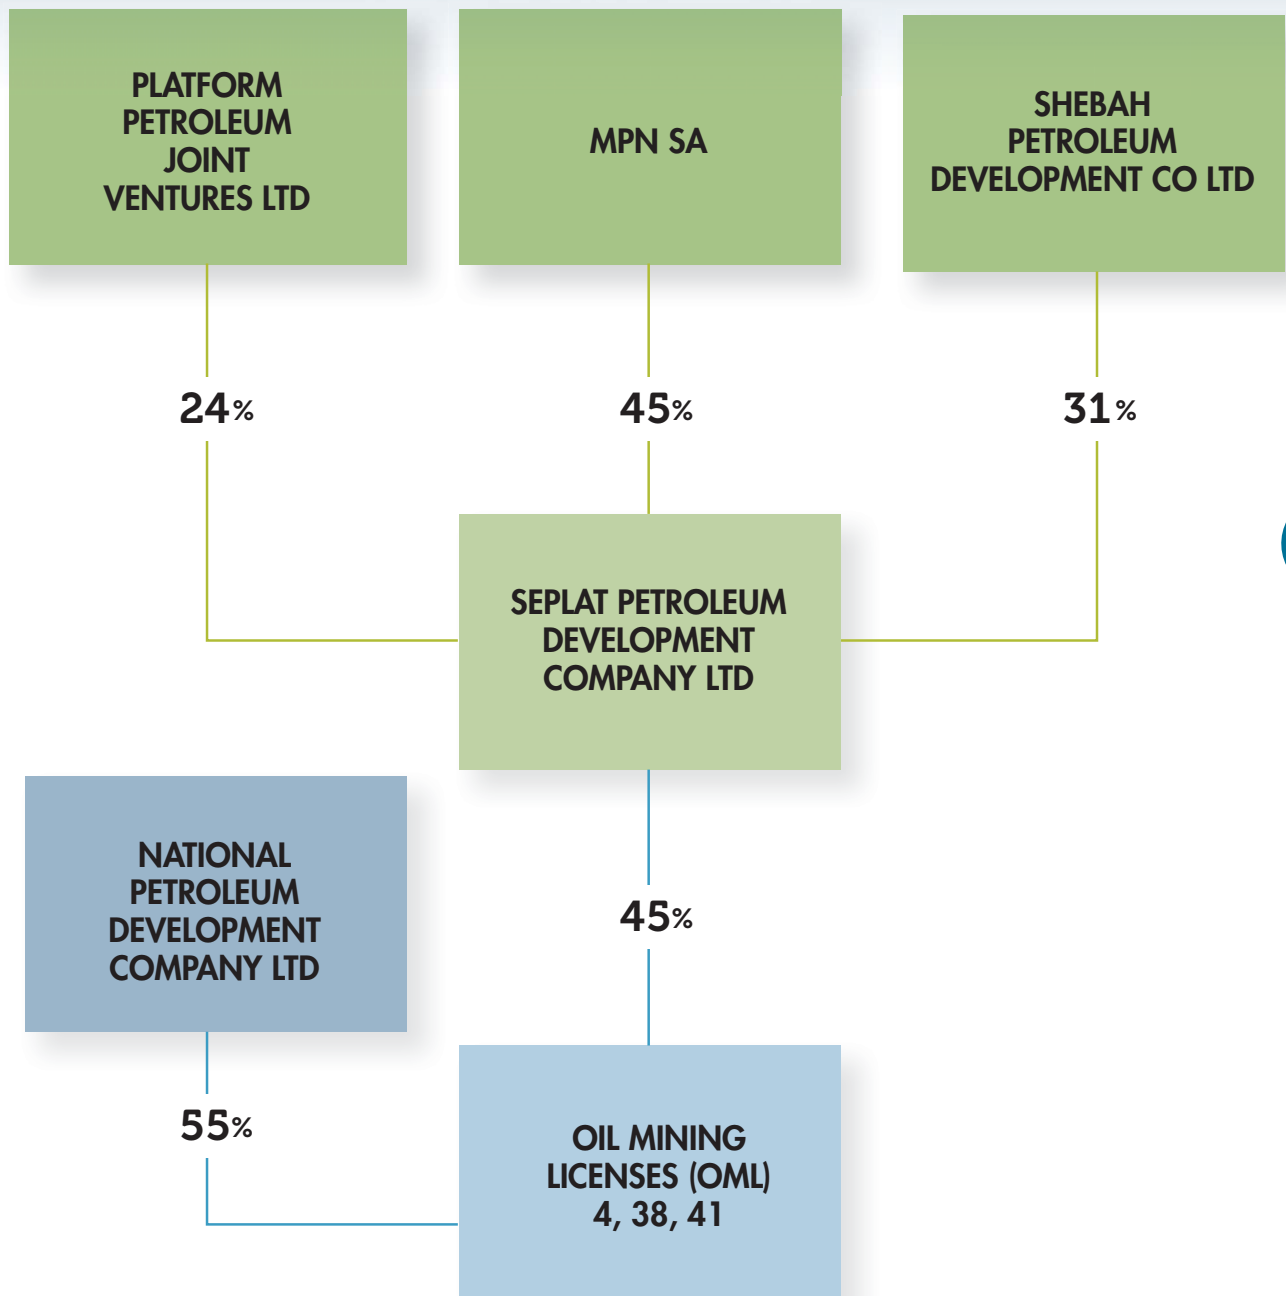 PLATFORM
PETROLEUM
JOINT
VENTURES LTD
MPN SA
SHEBAH
PETROLEUM
DEVELOPMENT CO LTD
24%
45%
31%
SEPLAT PETROLEUM
DEVELOPMENT
COMPANY LTD
NATIONAL
PETROLEUM
DEVELOPMENT
COMPANY LTD
45%
55%
OIL MINING
LICENSES (OML)
4, 38, 41